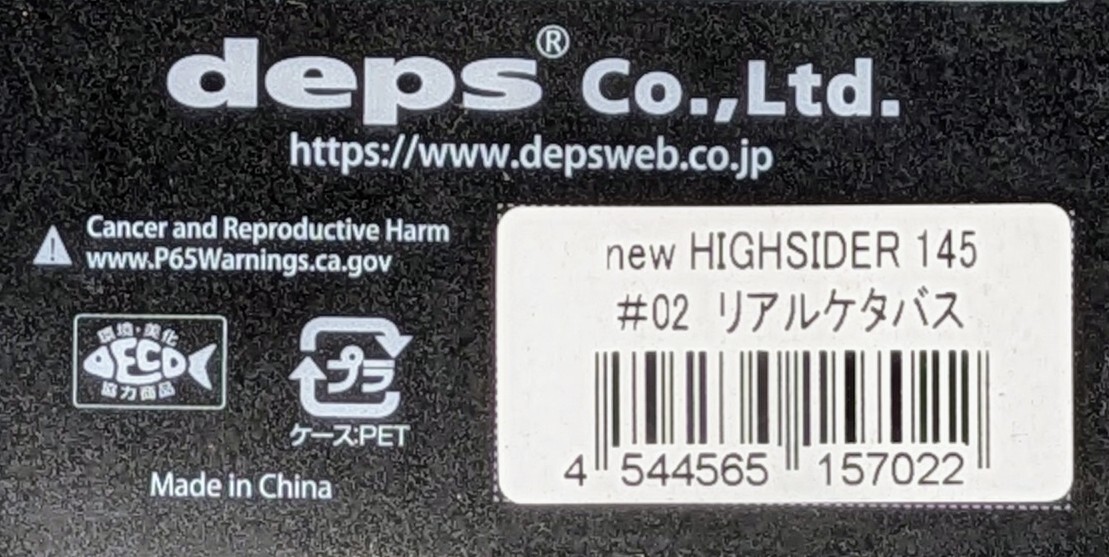 deps® Co.,Ltd.
https://www.depsweb.co.jp
Cancer and Reproductive Harm
www.P65Warnings.ca.gov
環境・美化
ECO
協力商品
プラ
ケース:PET
Made in China
new HIGHSIDER 145
#02 リアルケタバス
4 544565 157022